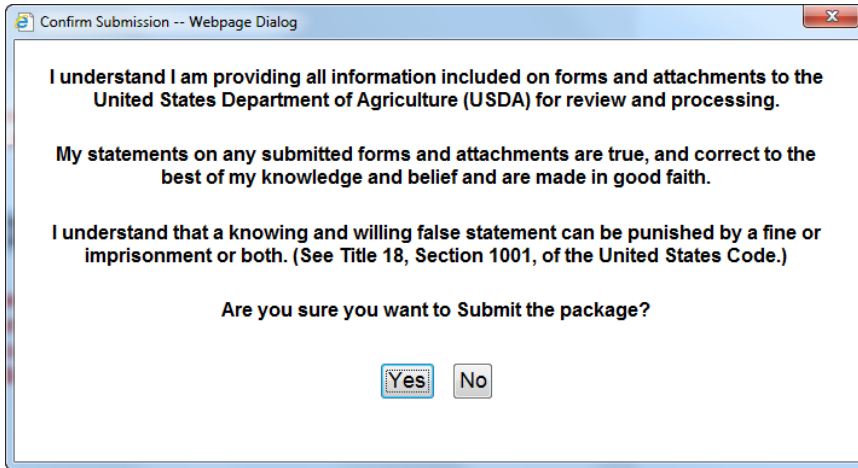 Confirm Submission -- Webpage Dialog
I understand I am providing all information included on forms and attachments to the
United States Department of Agriculture (USDA) for review and processing.
My statements on any submitted forms and attachments are true, and correct to the
best of my knowledge and belief and are made in good faith.
I understand that a knowing and willing false statement can be punished by a fine or
imprisonment or both. (See Title 18, Section 1001, of the United States Code.)
Are you sure you want to Submit the package?
Yes No